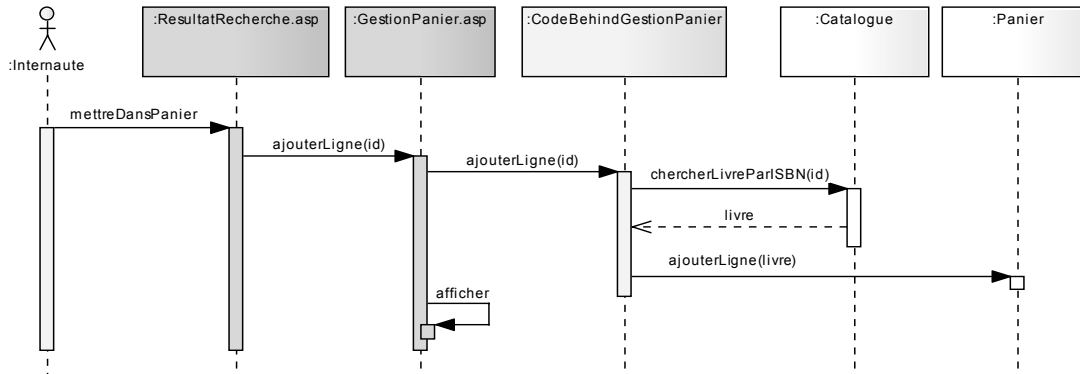 :Internaute
:ResultatRecherche.asp
:GestionPanier.asp
:CodeBehindGestionPanier
:Catalogue
:Panier
mettreDansPanier
ajouterLigne(id)
ajouterLigne(id)
chercherLivreParISBN(id)
livre
ajouterLigne(livre)
afficher